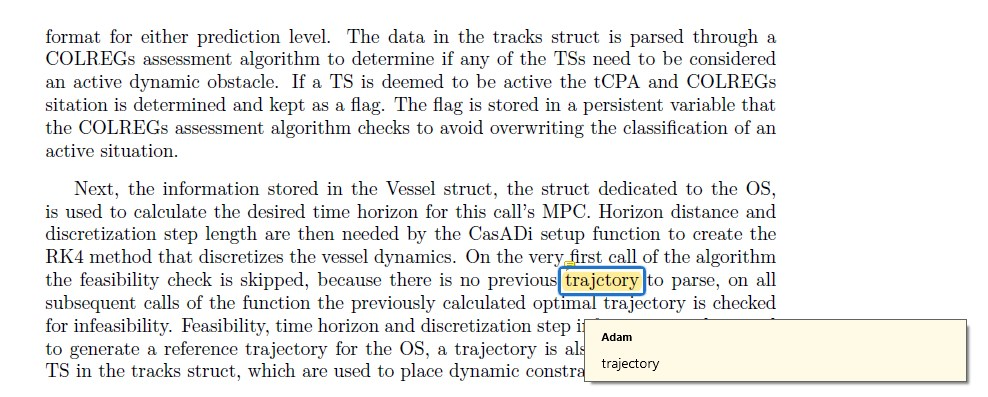 format for either prediction level. The data in the tracks struct is parsed through a
COLREGs assessment algorithm to determine if any of the TSs need to be considered
an active dynamic obstacle. If a TS is deemed to be active the tCPA and COLREGs
sitation is determined and kept as a flag. The flag is stored in a persistent variable that
the COLREGs assessment algorithm checks to avoid overwriting the classification of an
active situation.
Next, the information stored in the Vessel struct, the struct dedicated to the OS,
is used to calculate the desired time horizon for this call's MPC. Horizon distance and
discretization step length are then needed by the CasADi setup function to create the
RK4 method that discretizes the vessel dynamics. On the very first call of the algorithm
the feasibility check is skipped, because there is no previous trajctory to parse, on all
subsequent calls of the function the previously calculated optimal trajectory is checked
for infeasibility. Feasibility, time horizon and discretization step
to generate a reference trajectory for the OS, a trajectory is
TS in the tracks struct, which are used to place dynamic
Adam
trajectory